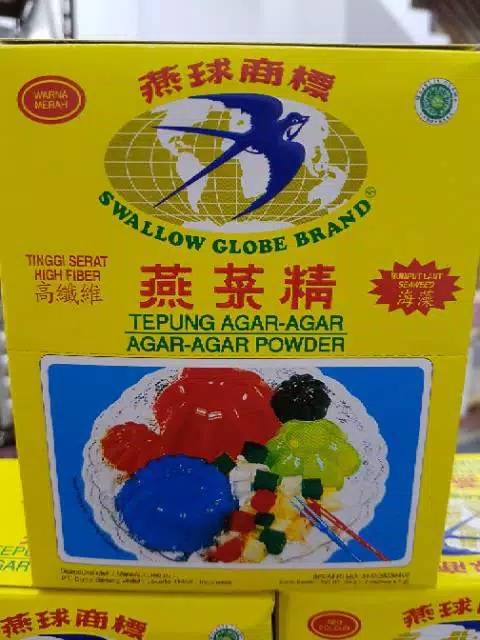 燕球商標
WARNA
MERAH
SWALLOW GLOBE BRAND®
TINGGI SERAT
HIGH FIBER
高纖維
燕菜精
RUMPUT LAUT
SEAWEED
海藻
TEPUNG AGAR-AGAR
AGAR-AGAR POWDER
燕球商標
燕球商標